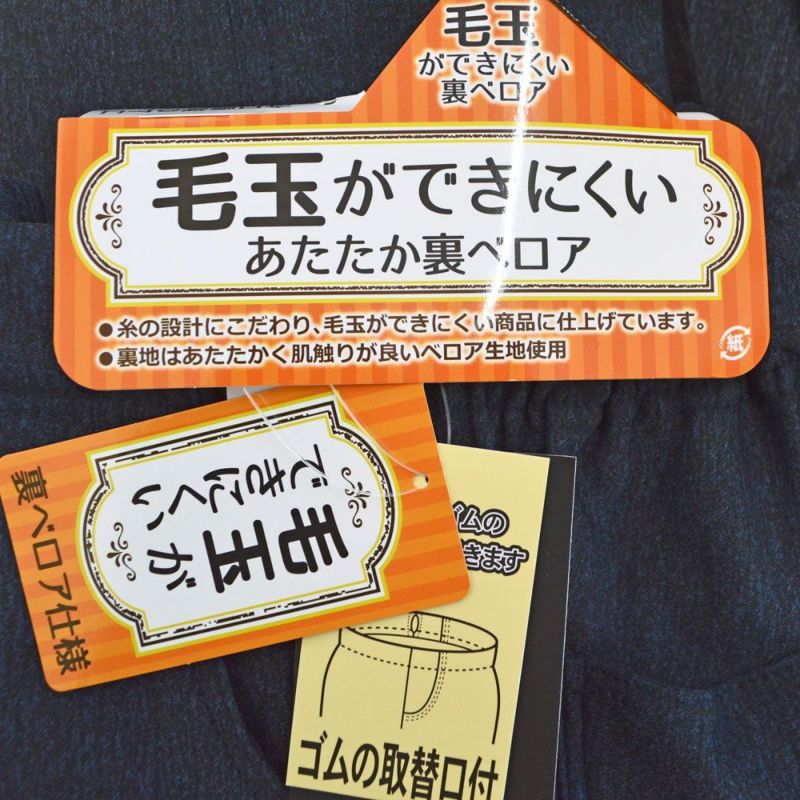 毛玉
ができにくい
裏ベロア
毛玉ができにくい
あたたか裏ベロア
●糸の設計にこだわり、毛玉ができにくい商品に仕上げています。
●裏地はあたたかく肌触りが良いベロア生地使用
紙
毛玉が
できにくい
裏ベロア仕様
ゴムの
きます
ゴムの取替口付